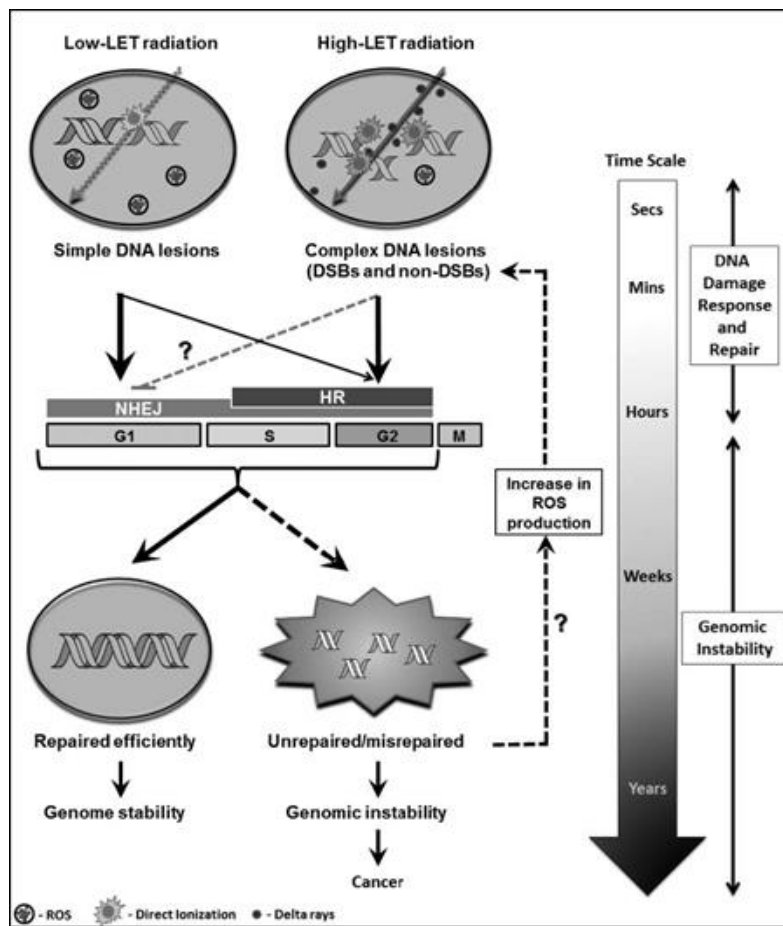 Low-LET radiation
High-LET radiation
Simple DNA lesions
Complex DNA lesions
(DSBs and non-DSBs)
?
HR
NHEJ
G1
S
G2
M
Increase in
ROS
production
?
Repaired efficiently
Unrepaired/misrepaired
Genome stability
Genomic instability
Cancer
Time Scale
Secs
Mins
Hours
Weeks
Years
DNA
Damage
Response
and
Repair
Genomic
Instability
- ROS
- Direct Ionization
- Delta rays